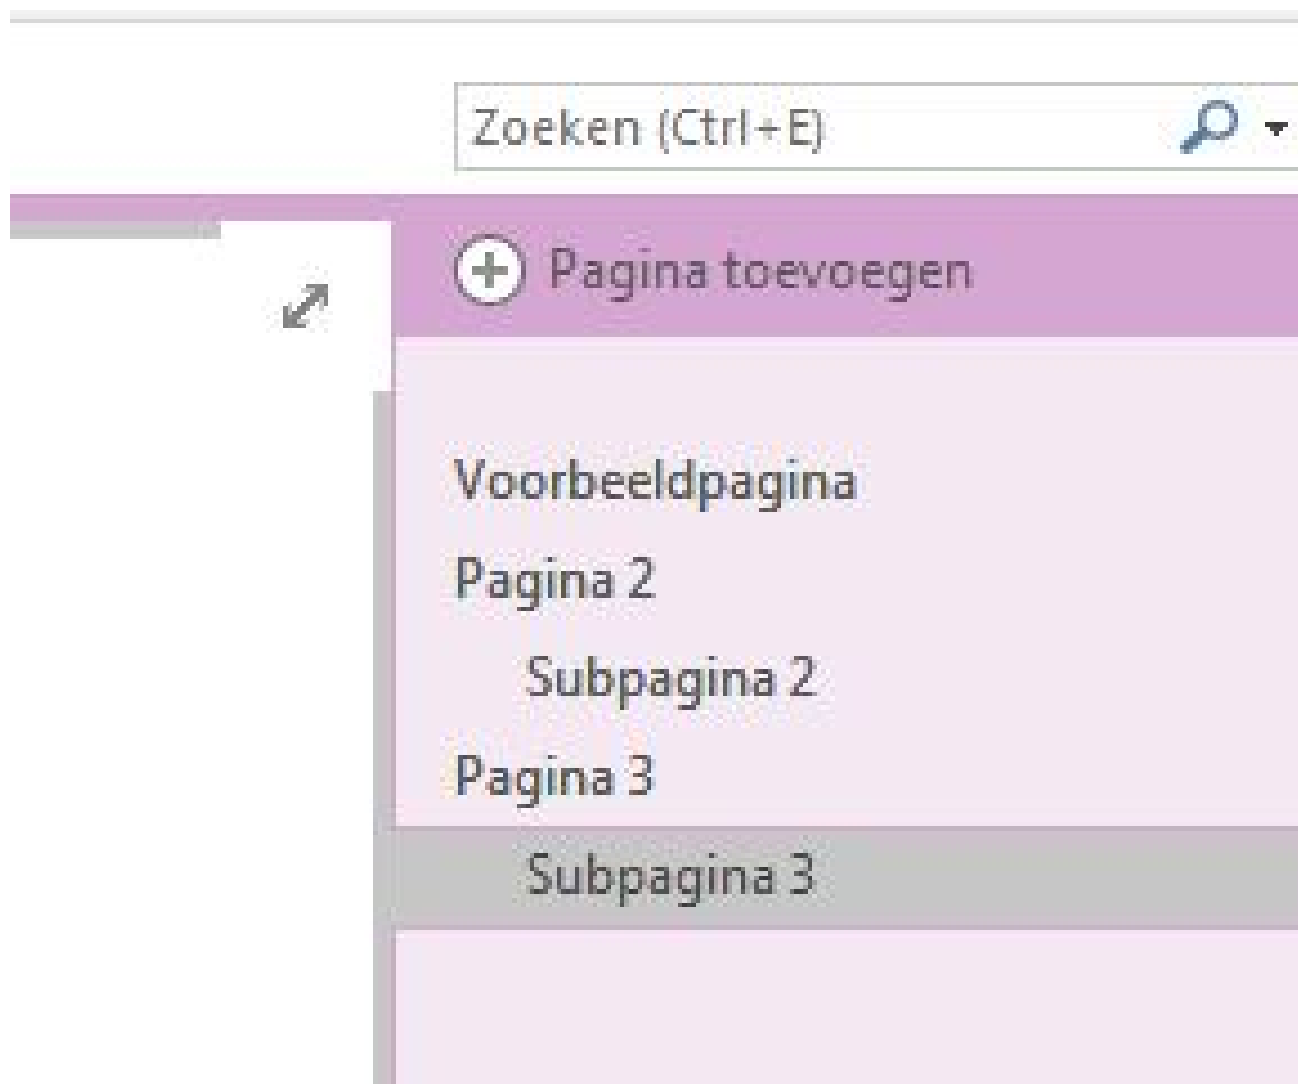 Zoeken (Ctrl+E)
Pagina toevoegen
Voorbeeldpagina
Pagina 2
Subpagina 2
Pagina 3
Subpagina 3